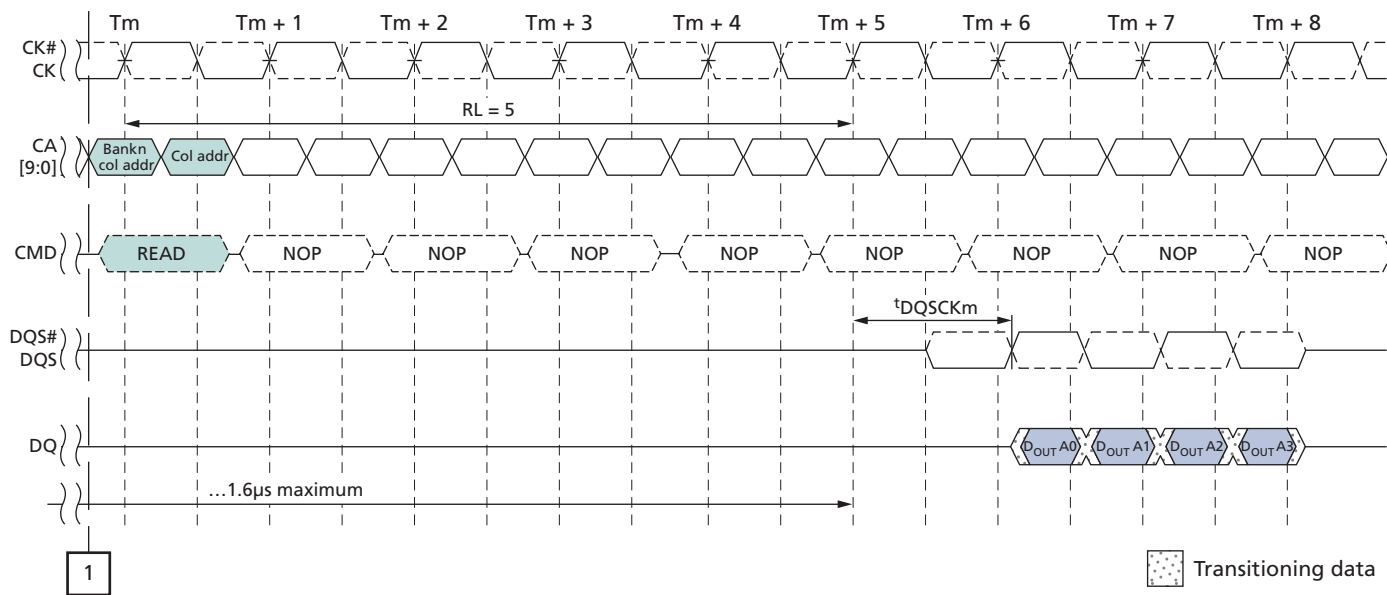 Tm Tm + 1 Tm + 2 Tm + 3 Tm + 4 Tm + 5 Tm + 6 Tm + 7 Tm + 8
CK#
CK
RL = 5
CA
[9:0]
Bankn
col addr
Col addr
CMD READ NOP NOP NOP NOP NOP NOP NOP NOP
tDQSCKm
DQS#
DQS
DQ DOUT A0 DOUT A1 DOUT A2 DOUT A3
…1.6µs maximum
1
Transitioning data